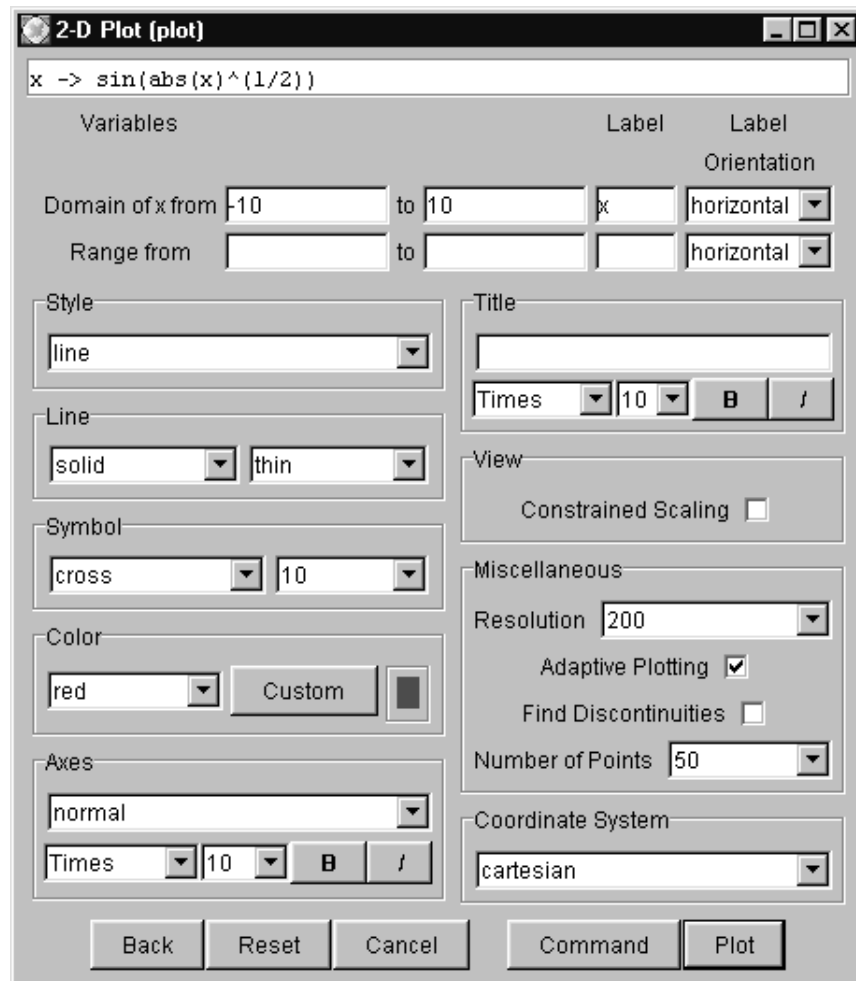 2-D Plot (plot)
x -> sin(abs(x)^(1/2))
Variables Label Label
Orientation
Domain of x from -10 to 10 x horizontal
Range from to horizontal
Style
line
Line
solid thin
Symbol
cross 10
Color
red Custom
Axes
normal
Times 10 B I
Title
Times 10 B I
View
Constrained Scaling
Miscellaneous
Resolution 200
Adaptive Plotting
Find Discontinuities
Number of Points 50
Coordinate System
cartesian
Back Reset Cancel Command Plot